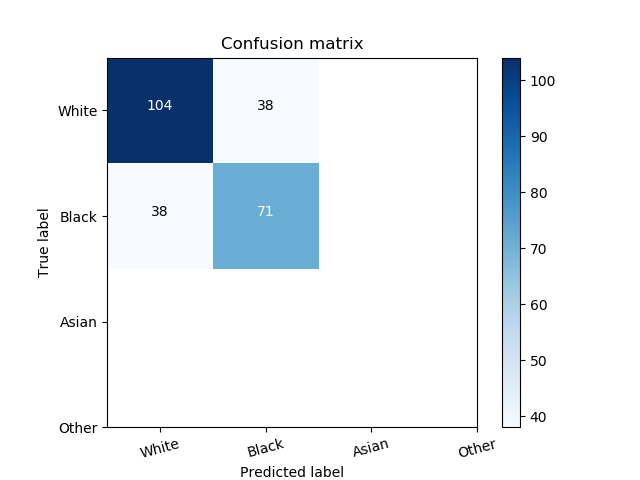 Confusion matrix
True label
White
Black
Asian
Other
104 38
38 71
White Black Asian Other
Predicted label
100
90
80
70
60
50
40